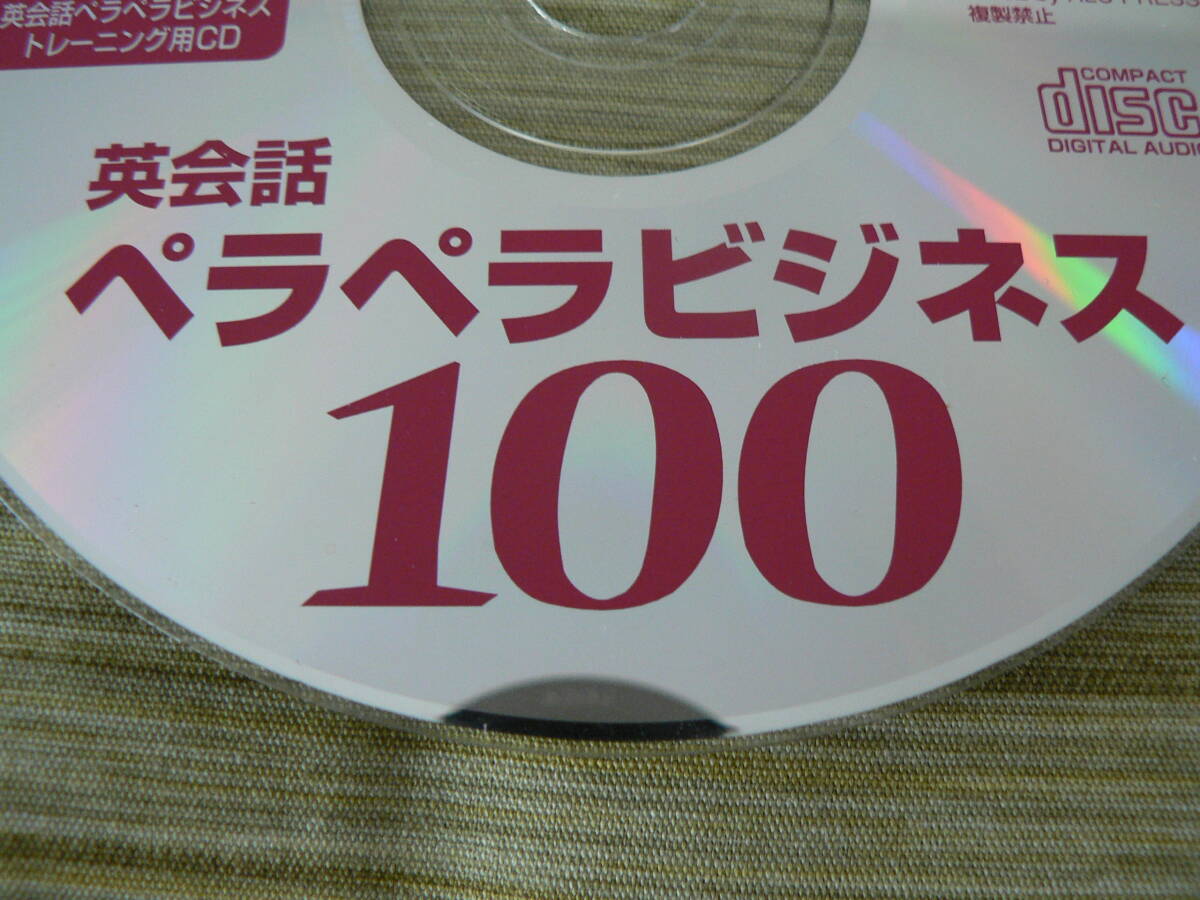 英会話ペラペラビジネス
トレーニング用CD
複製禁止
COMPACT
disc
DIGITAL AUDIO
英会話
ペラペラビジネス
100